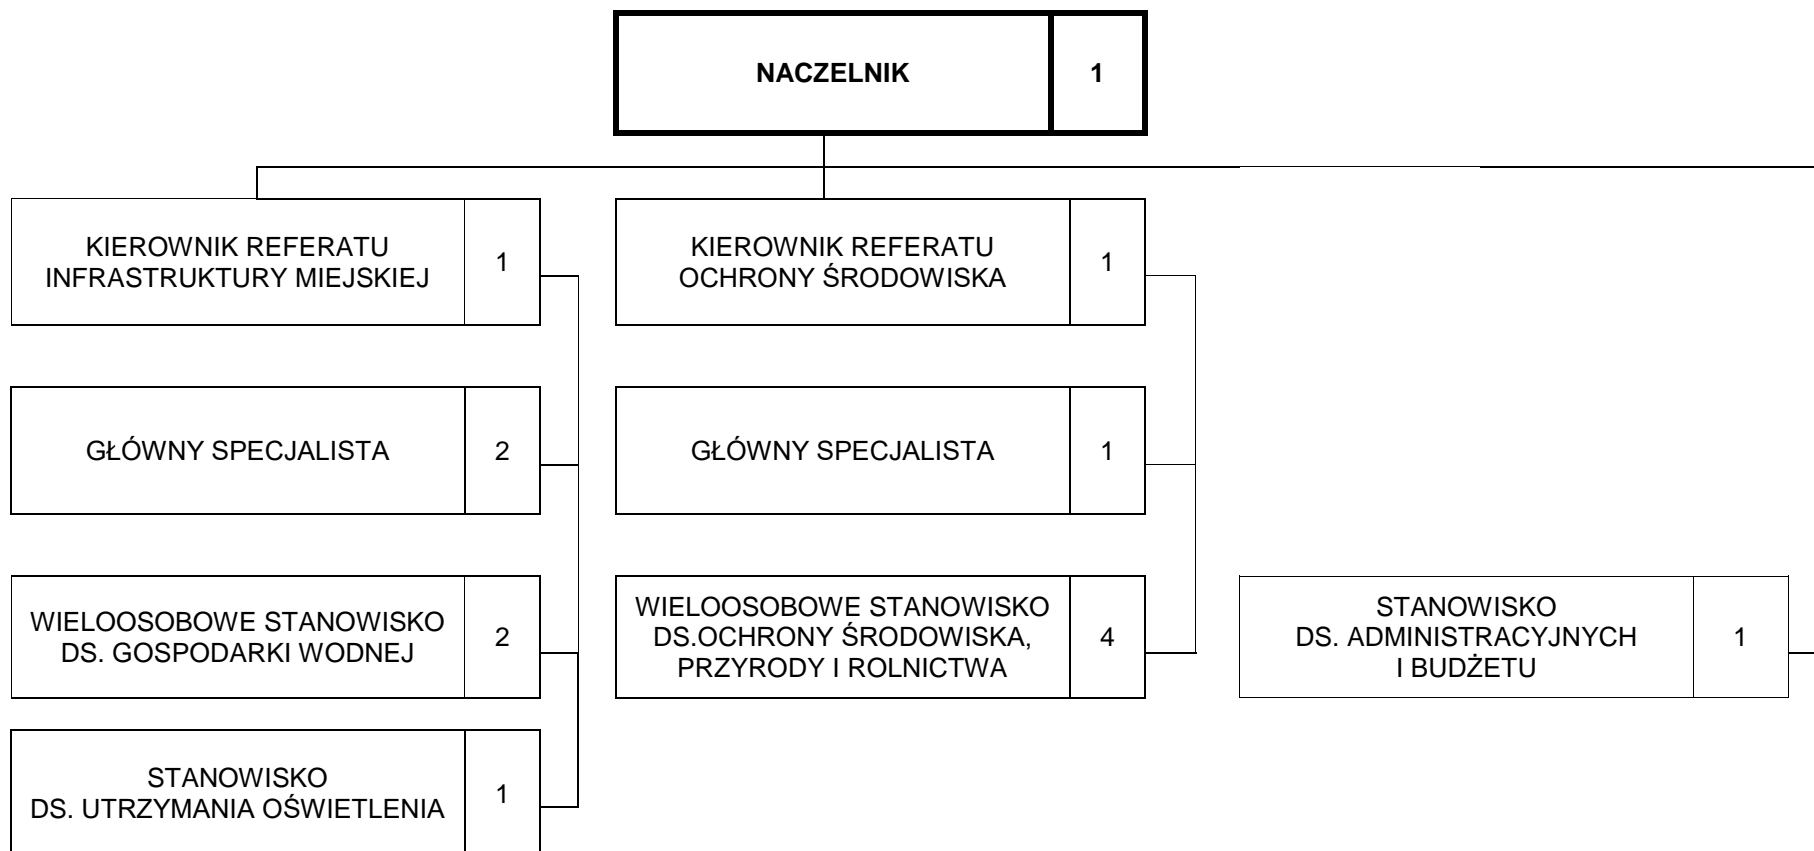 NACZELNIK 1
KIEROWNIK REFERATU
INFRASTRUKTURY MIEJSKIEJ
1
KIEROWNIK REFERATU
OCHRONY ŚRODOWISKA
1
GŁÓWNY SPECJALISTA 2
GŁÓWNY SPECJALISTA 1
WIELOOSOBOWE STANOWISKO
DS. GOSPODARKI WODNEJ
2
WIELOOSOBOWE STANOWISKO
DS.OCHRONY ŚRODOWISKA,
PRZYRODY I ROLNICTWA
4
STANOWISKO
DS. ADMINISTRACYJNYCH
I BUDŻETU
1
STANOWISKO
DS. UTRZYMANIA OŚWIETLENIA
1